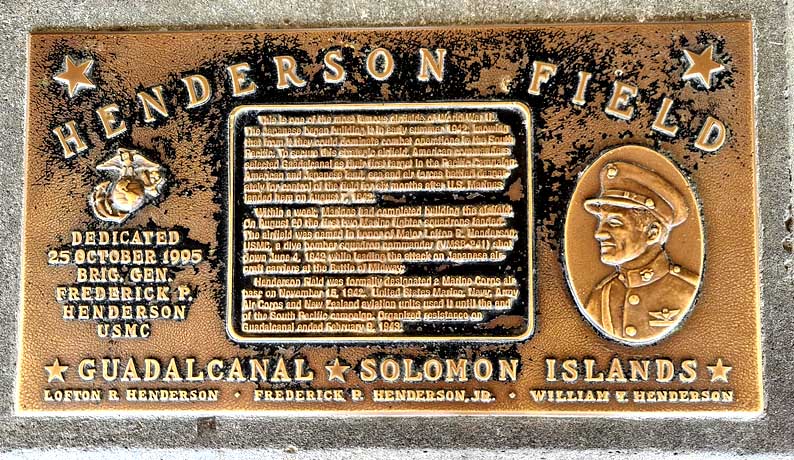 HENDERSON FIELD
DEDICATED
25 OCTOBER 1995
BRIG. GEN.
FREDERICK P.
HENDERSON
USMC
This is one of the most famous airfields of World War II.
The Japanese began building it in early summer 1942, knowing
that from it they could dominate combat operations in the South
Pacific. To secure this strategic airfield, American planners
selected Guadalcanal as their first target in the Pacific Campaign.
American and Japanese land, sea and air forces battled desper-
ately for control of the field for six months after U.S. Marines
landed here on August 7, 1942.
Within a week, Marines had completed building the airfield.
On August 20 the first two Marine fighter squadrons landed.
The airfield was named to honored Major Lofton R. Henderson,
USMC, a dive bomber squadron commander (VMSB-241) shot
down June 4, 1942 while leading the attack on Japanese air-
craft carriers at the Battle of Midway.
Henderson Field was formally designated a Marine Corps air
base on November 15, 1942. United States Marine, Navy, Army
Air Corps and New Zealand aviation units used it until the end
of the South Pacific campaign. Organized resistance on
Guadalcanal ended February 9, 1943.
★ GUADALCANAL ★ SOLOMON ISLANDS ★
LOFTON R. HENDERSON · FREDERICK P. HENDERSON, JR. · WILLIAM V. HENDERSON